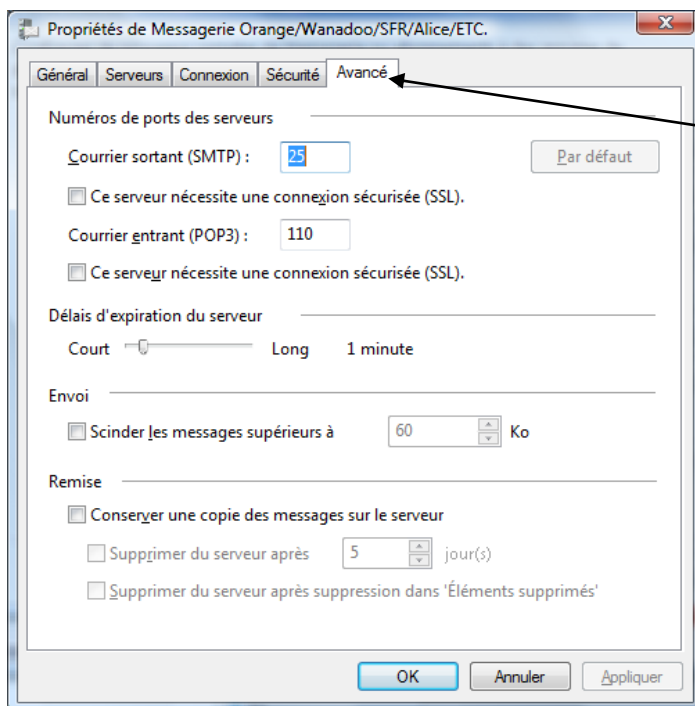 Propriétés de Messagerie Orange/Wanadoo/SFR/Alice/ETC.
Général Serveurs Connexion Sécurité Avancé
Numéros de ports des serveurs
Courrier sortant (SMTP) : 25 Par défaut
Ce serveur nécessite une connexion sécurisée (SSL).
Courrier entrant (POP3) : 110
Ce serveur nécessite une connexion sécurisée (SSL).
Délais d'expiration du serveur
Court Long 1 minute
Envoi
Scinder les messages supérieurs à 60 Ko
Remise
Conserver une copie des messages sur le serveur
Supprimer du serveur après 5 jour(s)
Supprimer du serveur après suppression dans 'Éléments supprimés'
OK Annuler Appliquer